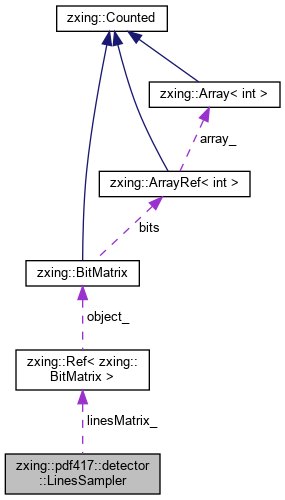 zxing::Counted
zxing::Array< int >
array_
zxing::ArrayRef< int >
bits
zxing::BitMatrix
object_
zxing::Ref< zxing::
BitMatrix >
linesMatrix_
zxing::pdf417::detector
::LinesSampler